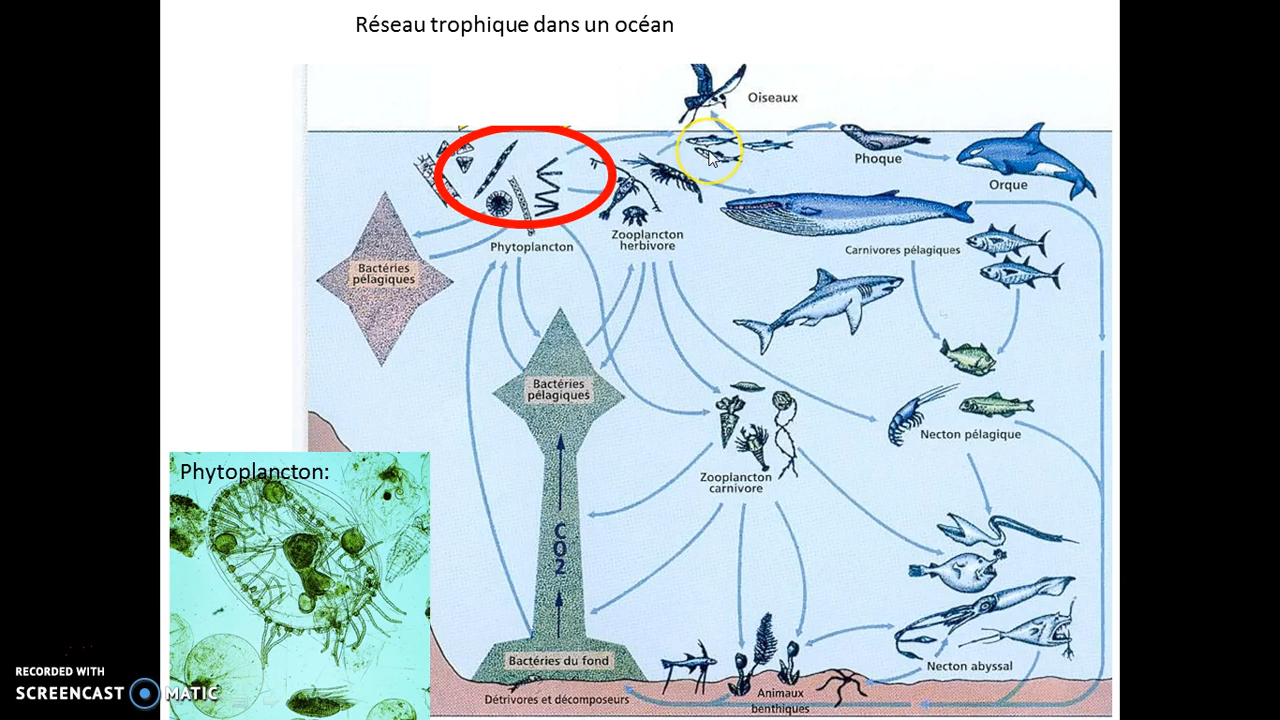 Réseau trophique dans un océan
Oiseaux
Phoque
Orque
Phytoplancton
Zooplancton
herbivore
Carnivores pélagiques
Bactéries
pélagiques
Bactéries
pélagiques
Necton pélagique
Zooplancton
carnivore
Phytoplancton:
CO2
Bactéries du fond
Necton abyssal
Détrivores et décomposeurs
Animaux
benthiques
RECORDED WITH
SCREENCAST MATIC